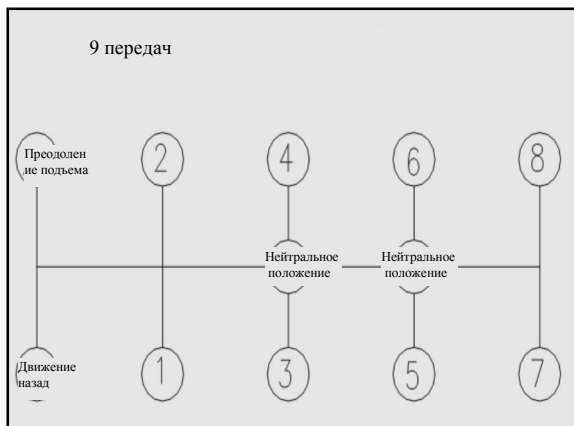 9 передач
Преодолен
ие подъема
2
4
6
8
Нейтральное
положение
Нейтральное
положение
Движение
назад
1
3
5
7